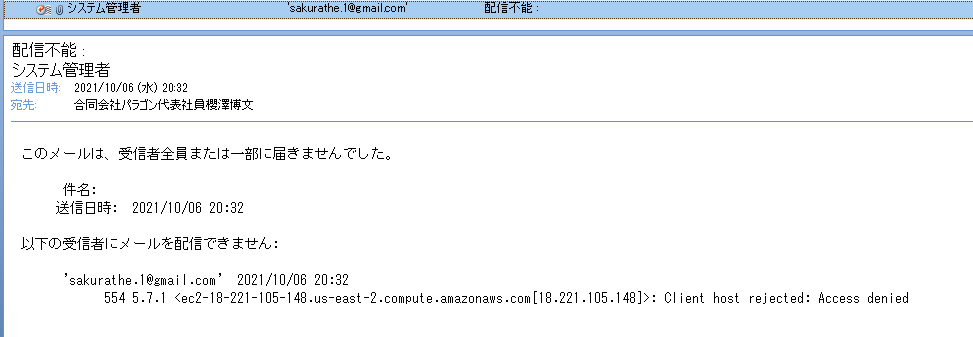 システム管理者 'sakurathe.1@gmail.com' 配信不能 :
配信不能 :
システム管理者
送信日時: 2021/10/06 (水) 20:32
宛先: 合同会社パラゴン代表社員櫻澤博文
このメールは、受信者全員または一部に届きませんでした。
件名:
送信日時: 2021/10/06 20:32
以下の受信者にメールを配信できません:
'sakurathe.1@gmail.com' 2021/10/06 20:32
554 5.7.1 <ec2-18-221-105-148.us-east-2.compute.amazonaws.com[18.221.105.148]>: Client host rejected: Access denied